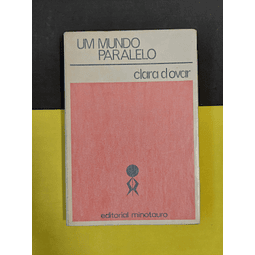 UM MUNDO
PARALELO
clara d'ovar
editorial minotauro